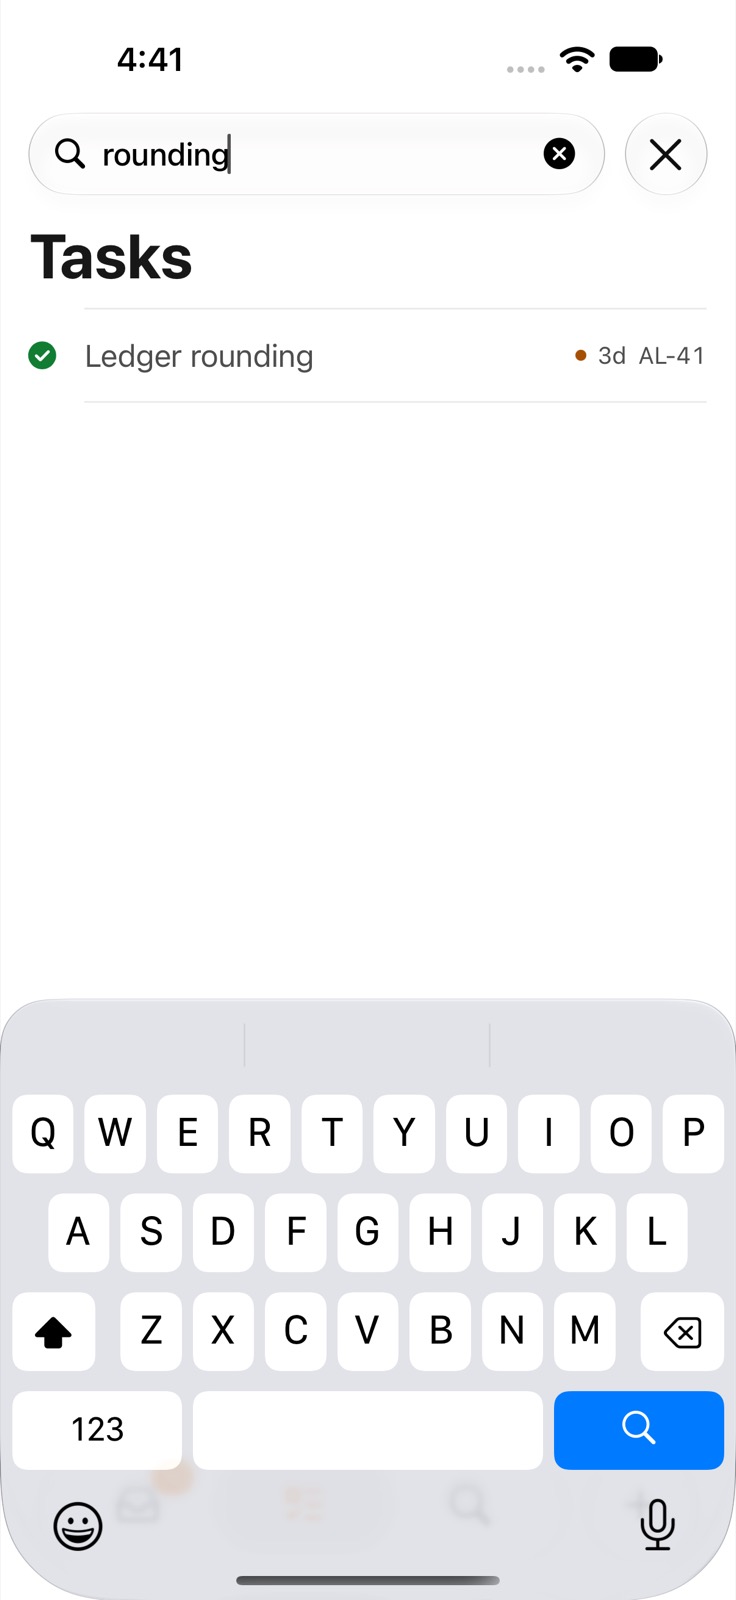 4:41
rounding
Tasks
Ledger rounding 3d AL-41
Q W E R T Y U I O P
A S D F G H J K L
Z X C V B N M
123